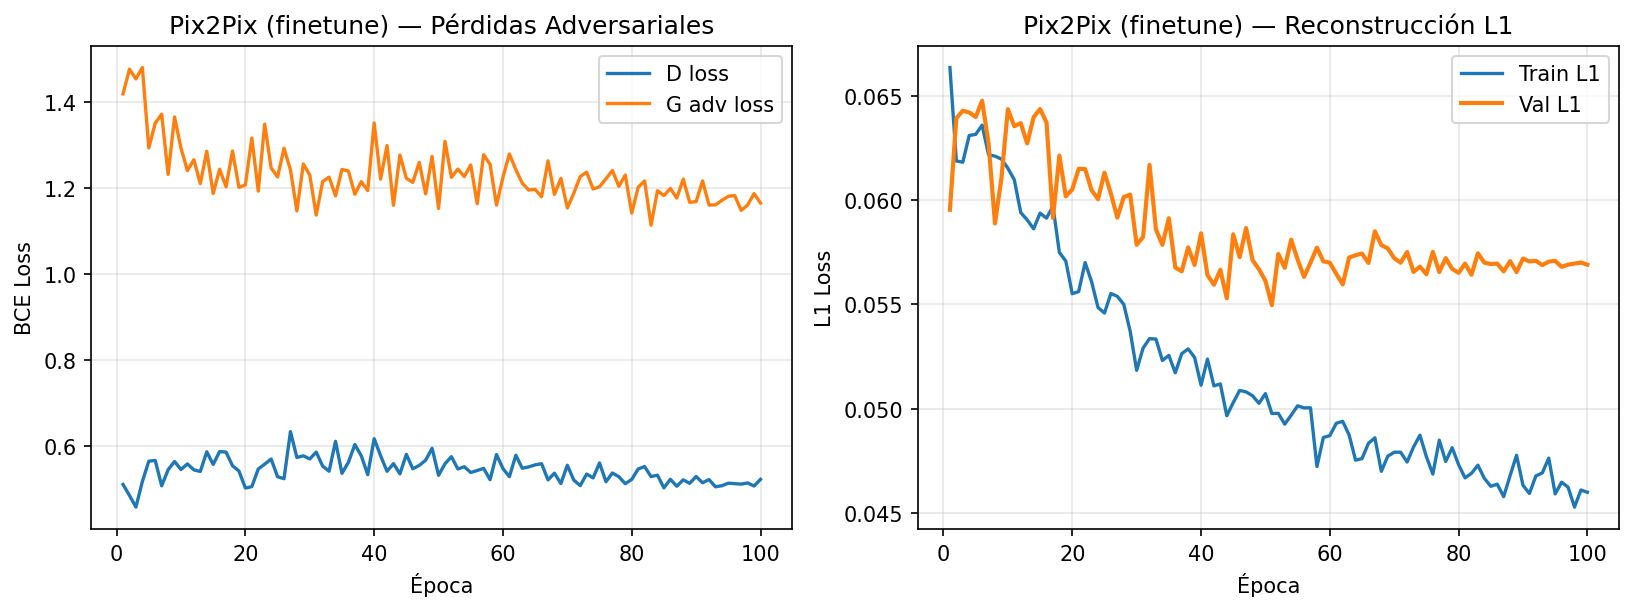 Pix2Pix (finetune) — Pérdidas Adversariales
D loss
G adv loss
BCE Loss
1.4
1.2
1.0
0.8
0.6
0 20 40 60 80 100
Época
Pix2Pix (finetune) — Reconstrucción L1
Train L1
Val L1
L1 Loss
0.065
0.060
0.055
0.050
0.045
0 20 40 60 80 100
Época